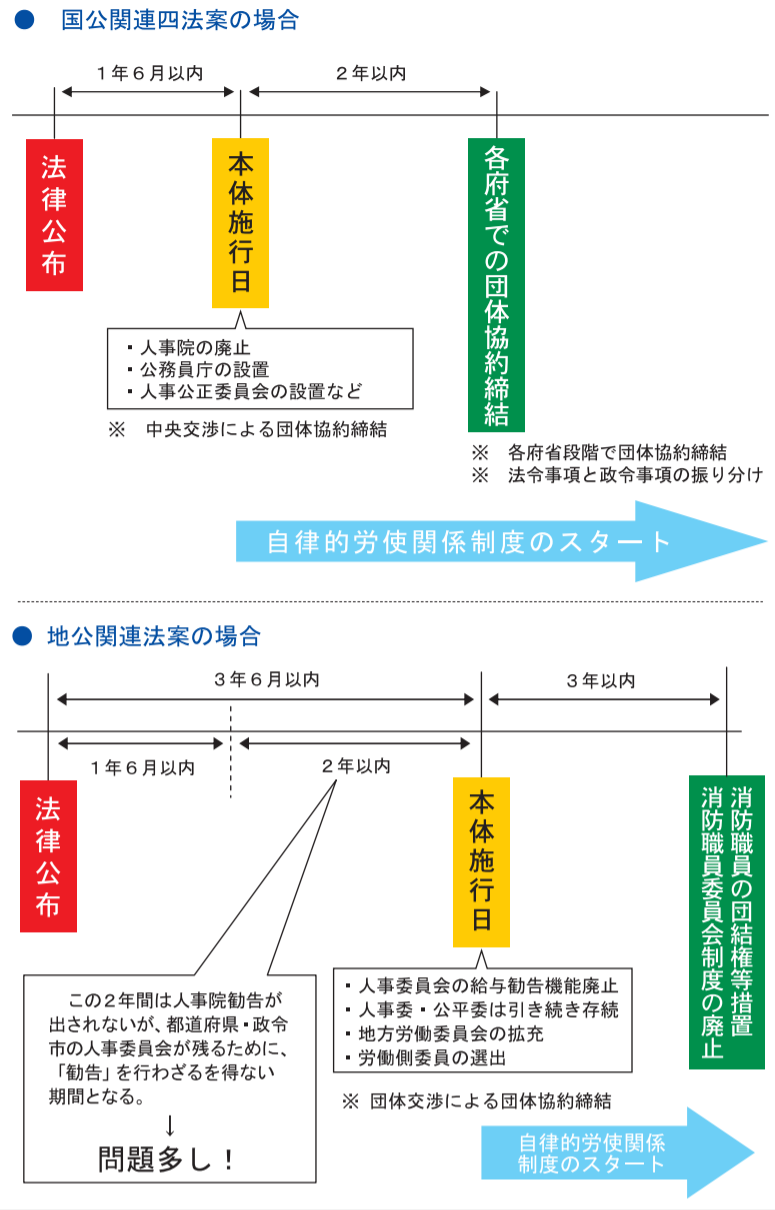 ● 国公関連四法案の場合
１年６月以内
２年以内
法律公布
本体施行日
各府省での団体協約締結
・人事院の廃止
・公務員庁の設置
・人事公正委員会の設置など
※　中央交渉による団体協約締結
※　各府省段階で団体協約締結
※　法令事項と政令事項の振り分け
自律的労使関係制度のスタート
● 地公関連法案の場合
３年６月以内
３年以内
１年６月以内
２年以内
法律公布
本体施行日
消防職員の団結権等措置
消防職員委員会制度の廃止
この２年間は人事院勧告が
出されないが、都道府県・政令
市の人事委員会が残るために、
「勧告」を行わざるを得ない
期間となる。
↓
問題多し！
・人事委員会の給与勧告機能廃止
・人事委・公平委は引き続き存続
・地方労働委員会の拡充
・労働側委員の選出
※ 団体交渉による団体協約締結
自律的労使関係
制度のスタート